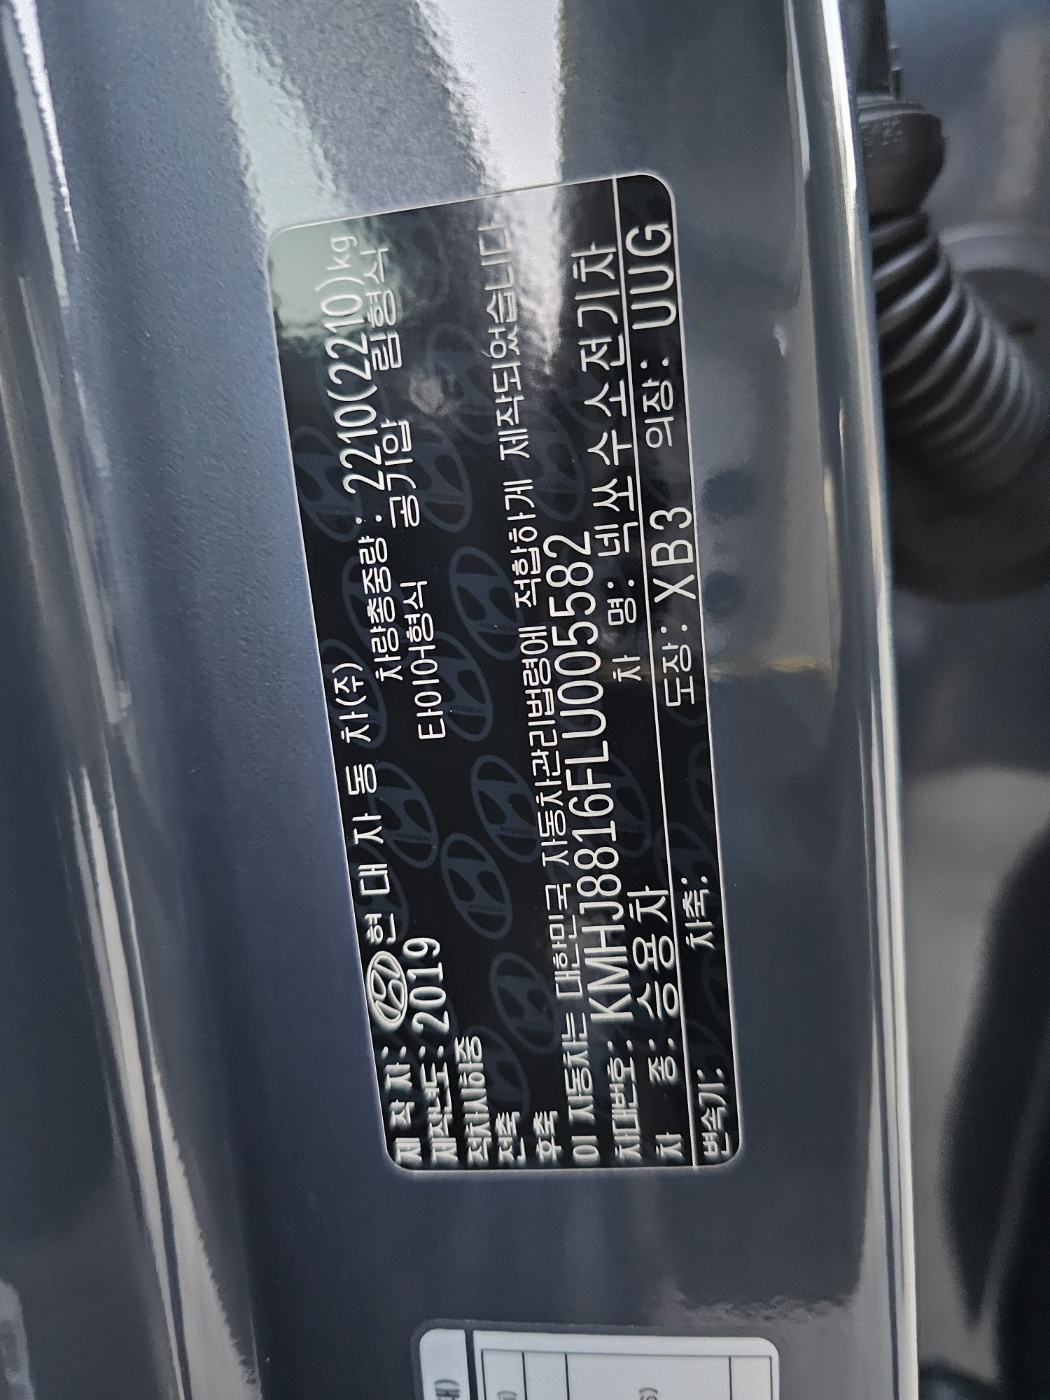 제 작 자: 현 대 자 동 차(주)
제작년도: 2019 차량총중량: 2210(2210)kg
허용하중 타이어형식 공기압 림형식
전축
후축
이 자동차는 대한민국 자동차관리법령에 적합하게 제작되었습니다
차대번호: KMHJ8816FLU005582
차 종: 승용차 차 명: 넥쏘 수소전기차
변속기: 차축: 도장: XB3 의장: UUG